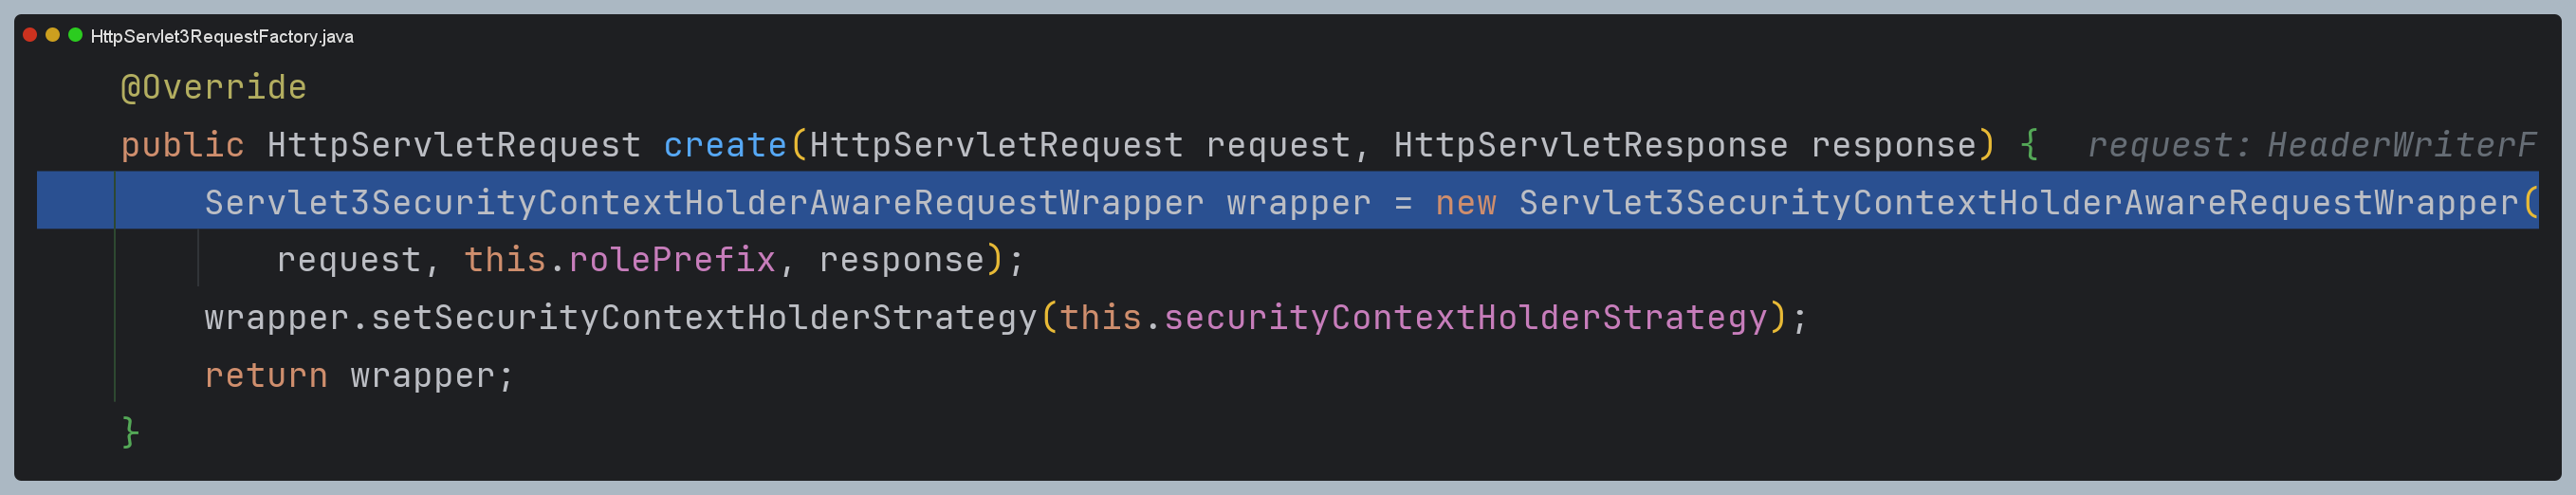 HttpServlet3RequestFactory.java
@Override
public HttpServletRequest create(HttpServletRequest request, HttpServletResponse response) { request: HeaderWriterF
Servlet3SecurityContextHolderAwareRequestWrapper wrapper = new Servlet3SecurityContextHolderAwareRequestWrapper(
request, this.rolePrefix, response);
wrapper.setSecurityContextHolderStrategy(this.securityContextHolderStrategy);
return wrapper;
}